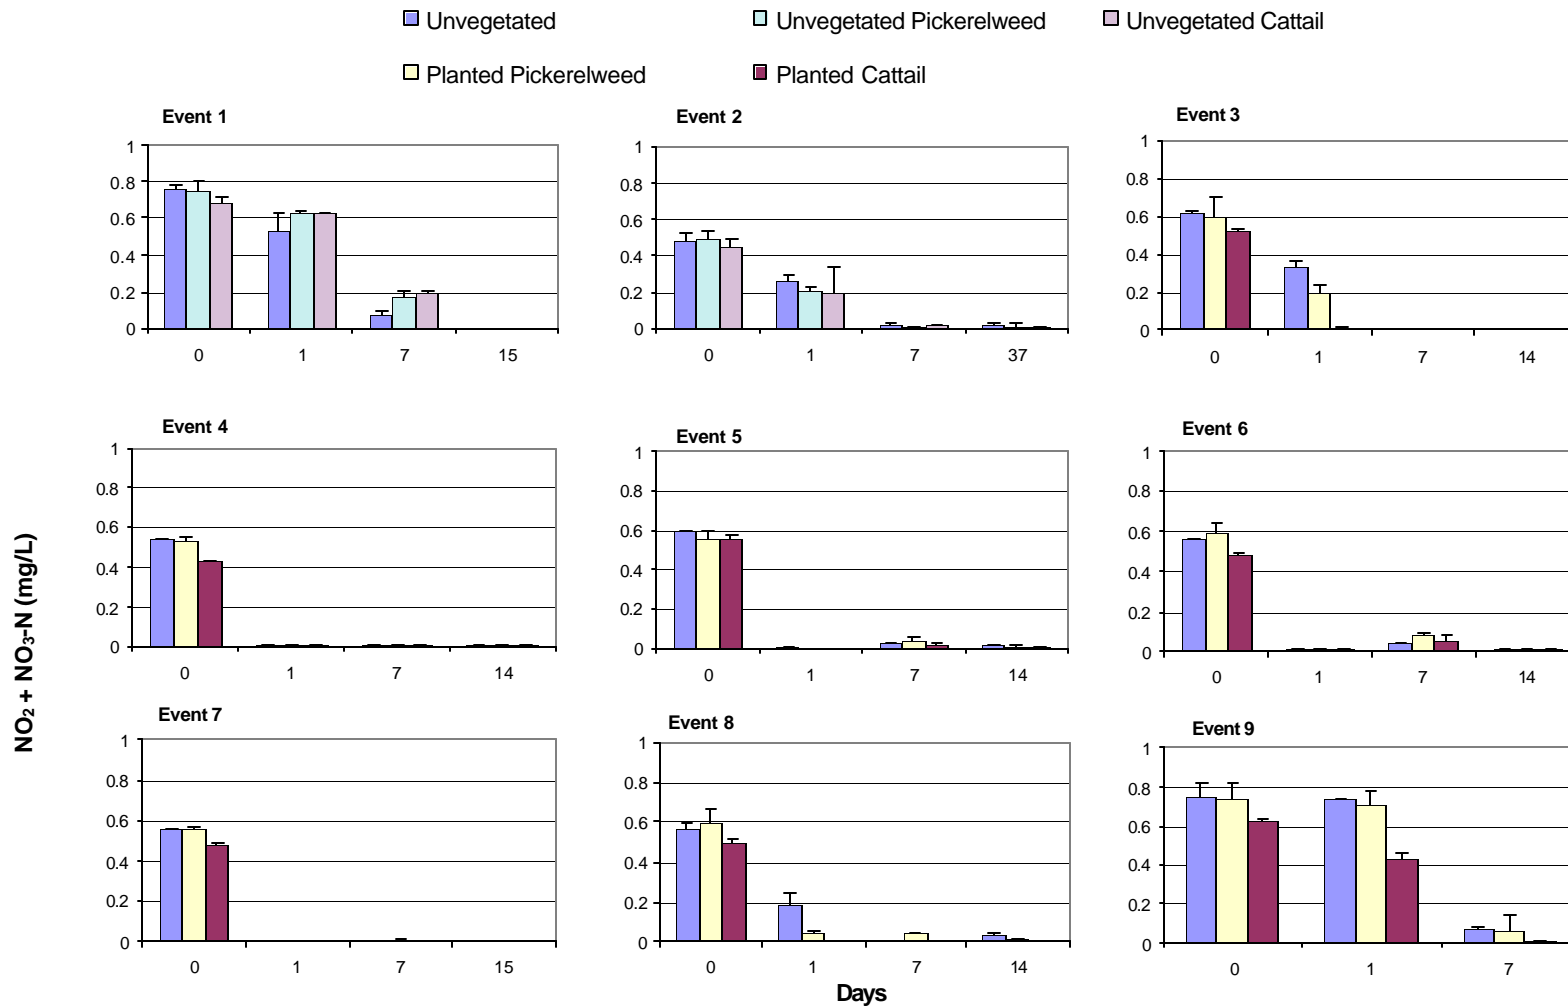 Unvegetated Unvegetated Pickerelweed Unvegetated Cattail
Planted Pickerelweed Planted Cattail
Event 1
1
0.8
0.6
0.4
0.2
0
0 1 7 15
Event 2
1
0.8
0.6
0.4
0.2
0
0 1 7 37
Event 3
1
0.8
0.6
0.4
0.2
0
0 1 7 14
Event 4
1
0.8
0.6
0.4
0.2
0
0 1 7 14
Event 5
1
0.8
0.6
0.4
0.2
0
0 1 7 14
Event 6
1
0.8
0.6
0.4
0.2
0
0 1 7 14
Event 7
1
0.8
0.6
0.4
0.2
0
0 1 7 15
Event 8
1
0.8
0.6
0.4
0.2
0
0 1 7 14
Event 9
1
0.8
0.6
0.4
0.2
0
0 1 7
NO₂ + NO₃-N (mg/L)
Days